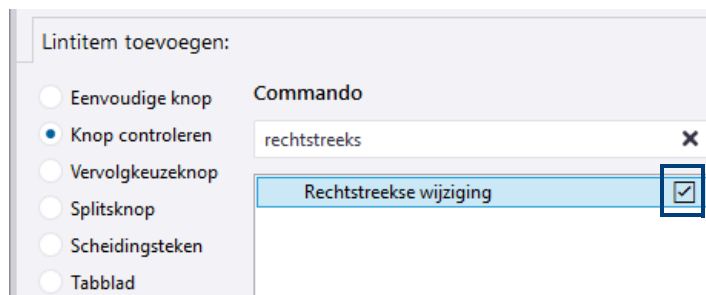 Lintitem toevoegen:
Eenvoudige knop
Knop controleren
Vervolgkeuzeknop
Splitsknop
Scheidingsteken
Tabblad
Commando
rechtstreeks
Rechtstreekse wijziging